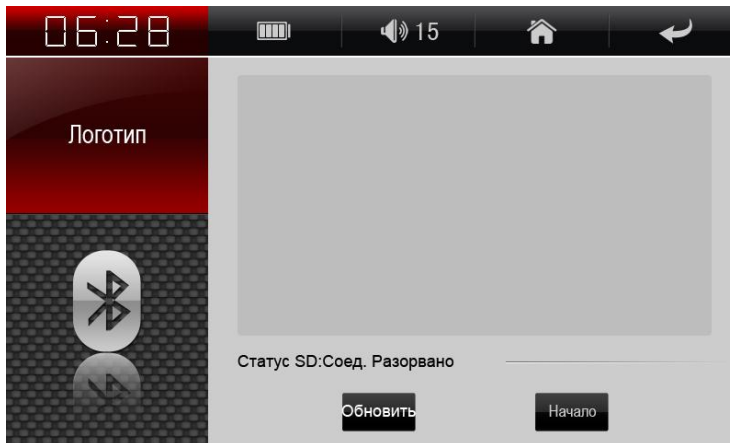 06:28
15
Логотип
Статус SD:Соед. Разорвано
Обновить
Начало